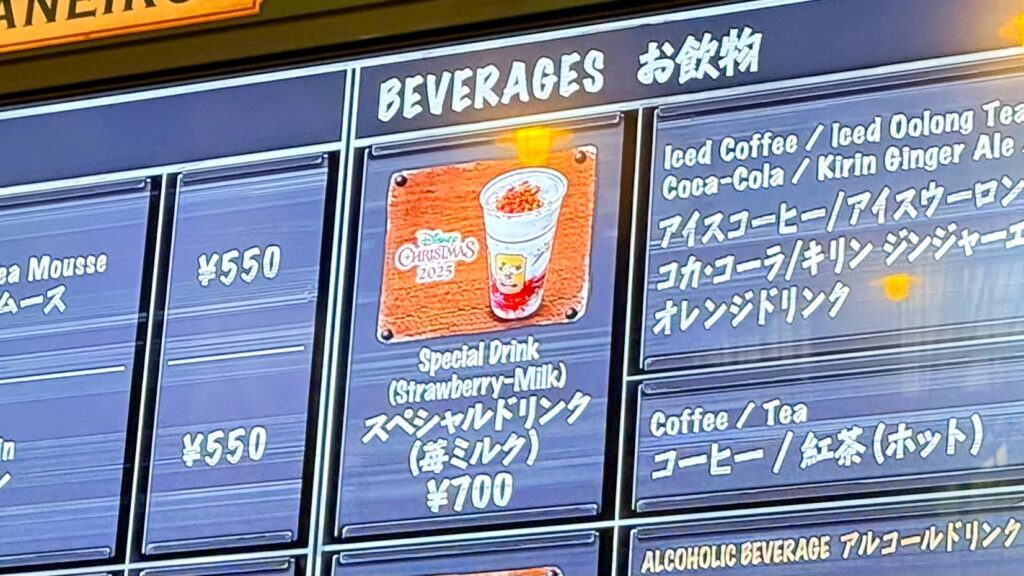 BEVERAGES お飲物
ea Mousse
ムース
¥550
¥550
Disney
CHRISTMAS
2025
Special Drink
(Strawberry-Milk)
スペシャルドリンク
(苺ミルク)
¥700
Iced Coffee / Iced Oolong Tea
Coca-Cola / Kirin Ginger Ale
アイスコーヒー/アイスウーロン
コカ·コーラ/キリン ジンジャーエ
オレンジドリンク
Coffee / Tea
コーヒー / 紅茶 (ホット)
ALCOHOLIC BEVERAGE アルコールドリンク